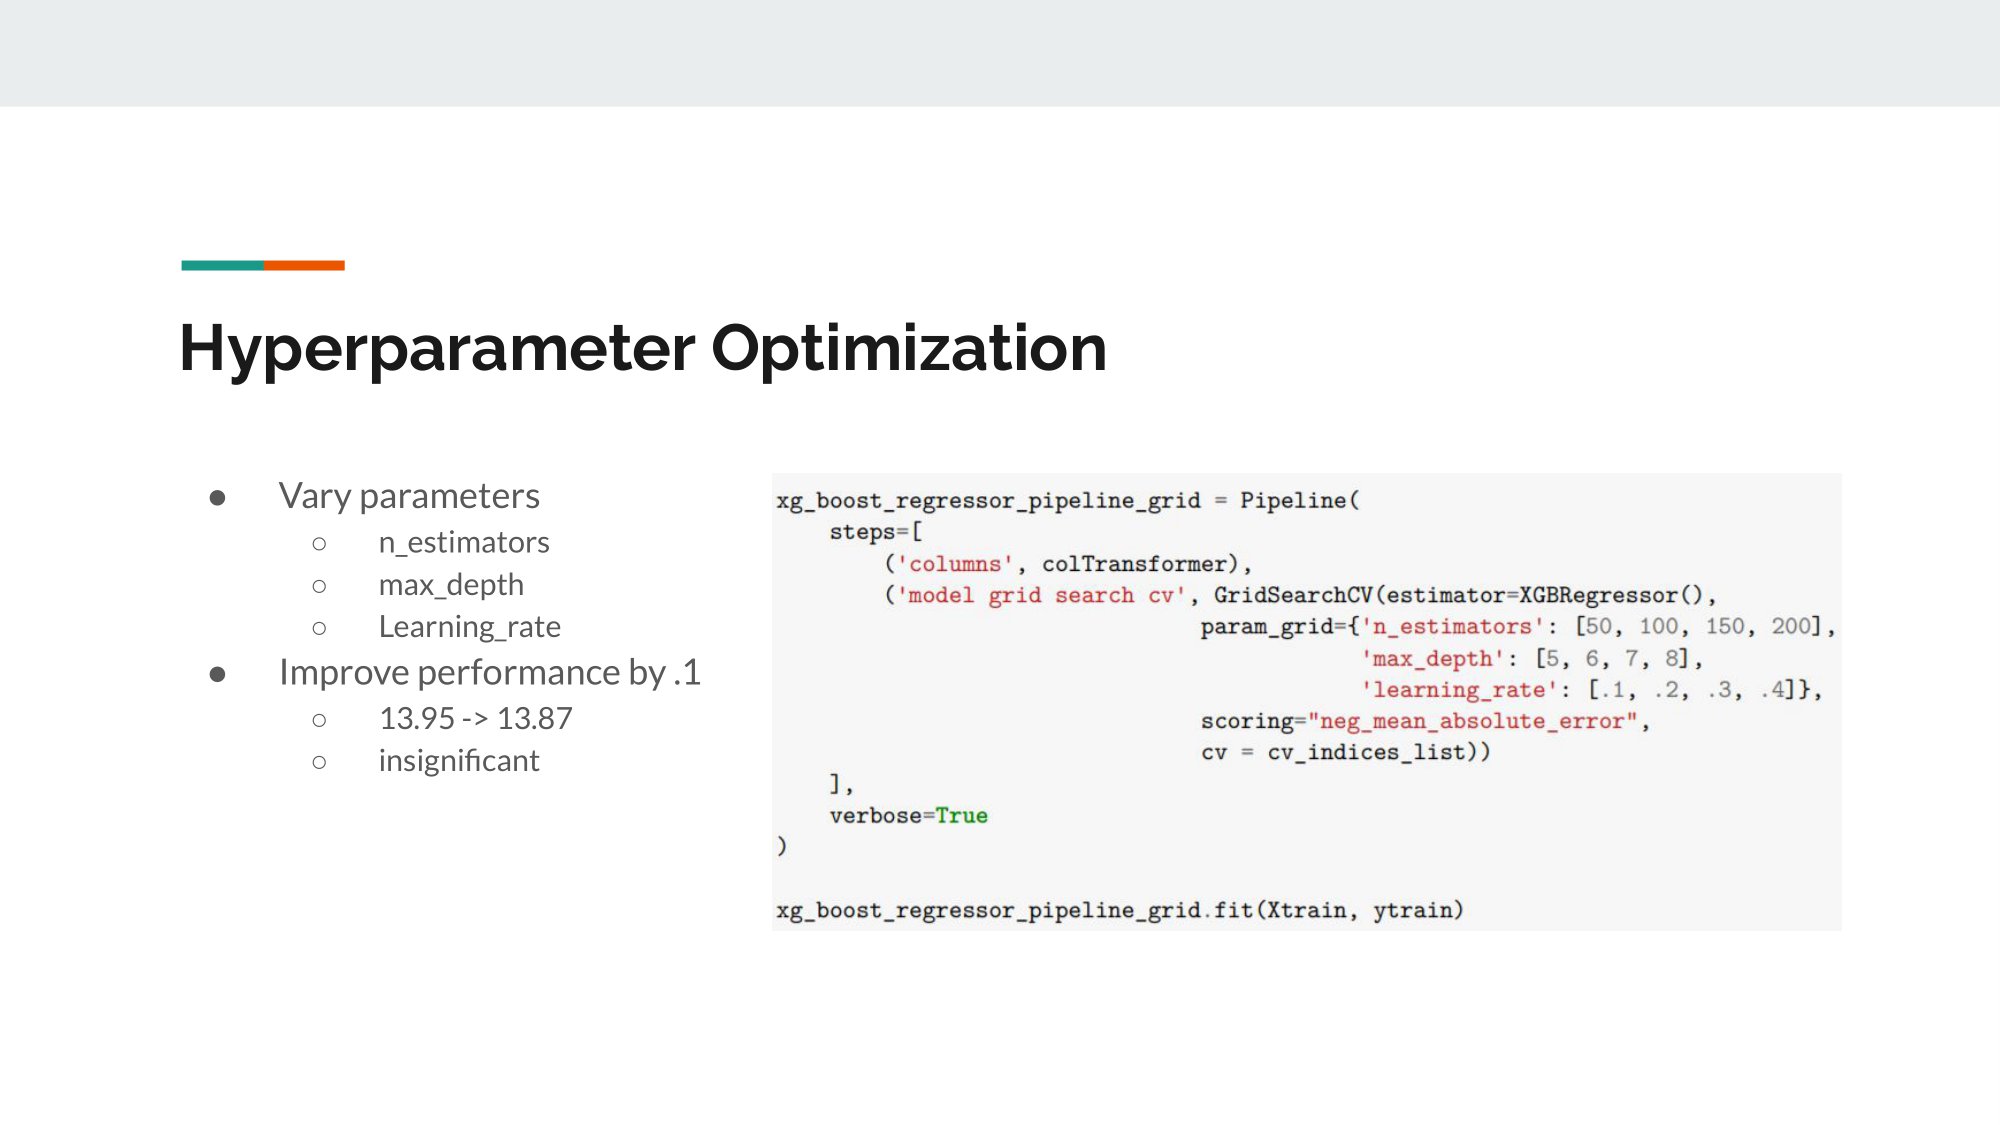 Hyperparameter Optimization
● Vary parameters
○ n_estimators
○ max_depth
○ Learning_rate
● Improve performance by .1
○ 13.95 -> 13.87
○ insignificant
xg_boost_regressor_pipeline_grid = Pipeline(
    steps=[
        ('columns', colTransformer),
        ('model grid search cv', GridSearchCV(estimator=XGBRegressor(),
                                param_grid={'n_estimators': [50, 100, 150, 200],
                                            'max_depth': [5, 6, 7, 8],
                                            'learning_rate': [.1, .2, .3, .4]},
                                scoring="neg_mean_absolute_error",
                                cv = cv_indices_list))
    ],
    verbose=True
)
xg_boost_regressor_pipeline_grid.fit(Xtrain, ytrain)